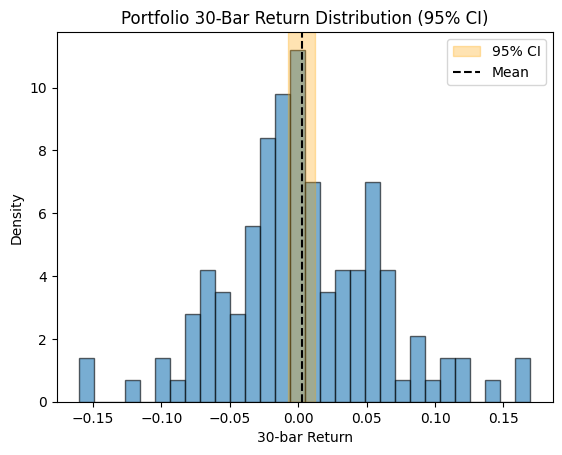 Portfolio 30-Bar Return Distribution (95% CI)
95% CI
Mean
Density
10
8
6
4
2
0
−0.15 −0.10 −0.05 0.00 0.05 0.10 0.15
30-bar Return